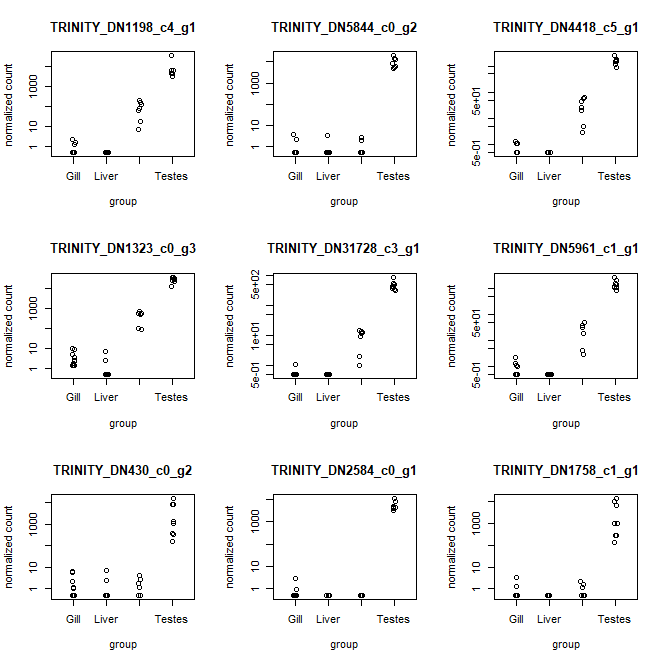 TRINITY_DN1198_c4_g1
normalized count
1 10 1000
Gill Liver Testes
group
TRINITY_DN5844_c0_g2
normalized count
1 10 1000
Gill Liver Testes
group
TRINITY_DN4418_c5_g1
normalized count
5e-01 5e+01
Gill Liver Testes
group
TRINITY_DN1323_c0_g3
normalized count
1 10 1000
Gill Liver Testes
group
TRINITY_DN31728_c3_g1
normalized count
5e-01 1e+01 5e+02
Gill Liver Testes
group
TRINITY_DN5961_c1_g1
normalized count
5e-01 5e+01
Gill Liver Testes
group
TRINITY_DN430_c0_g2
normalized count
1 10 1000
Gill Liver Testes
group
TRINITY_DN2584_c0_g1
normalized count
1 10 1000
Gill Liver Testes
group
TRINITY_DN1758_c1_g1
normalized count
1 10 1000
Gill Liver Testes
group